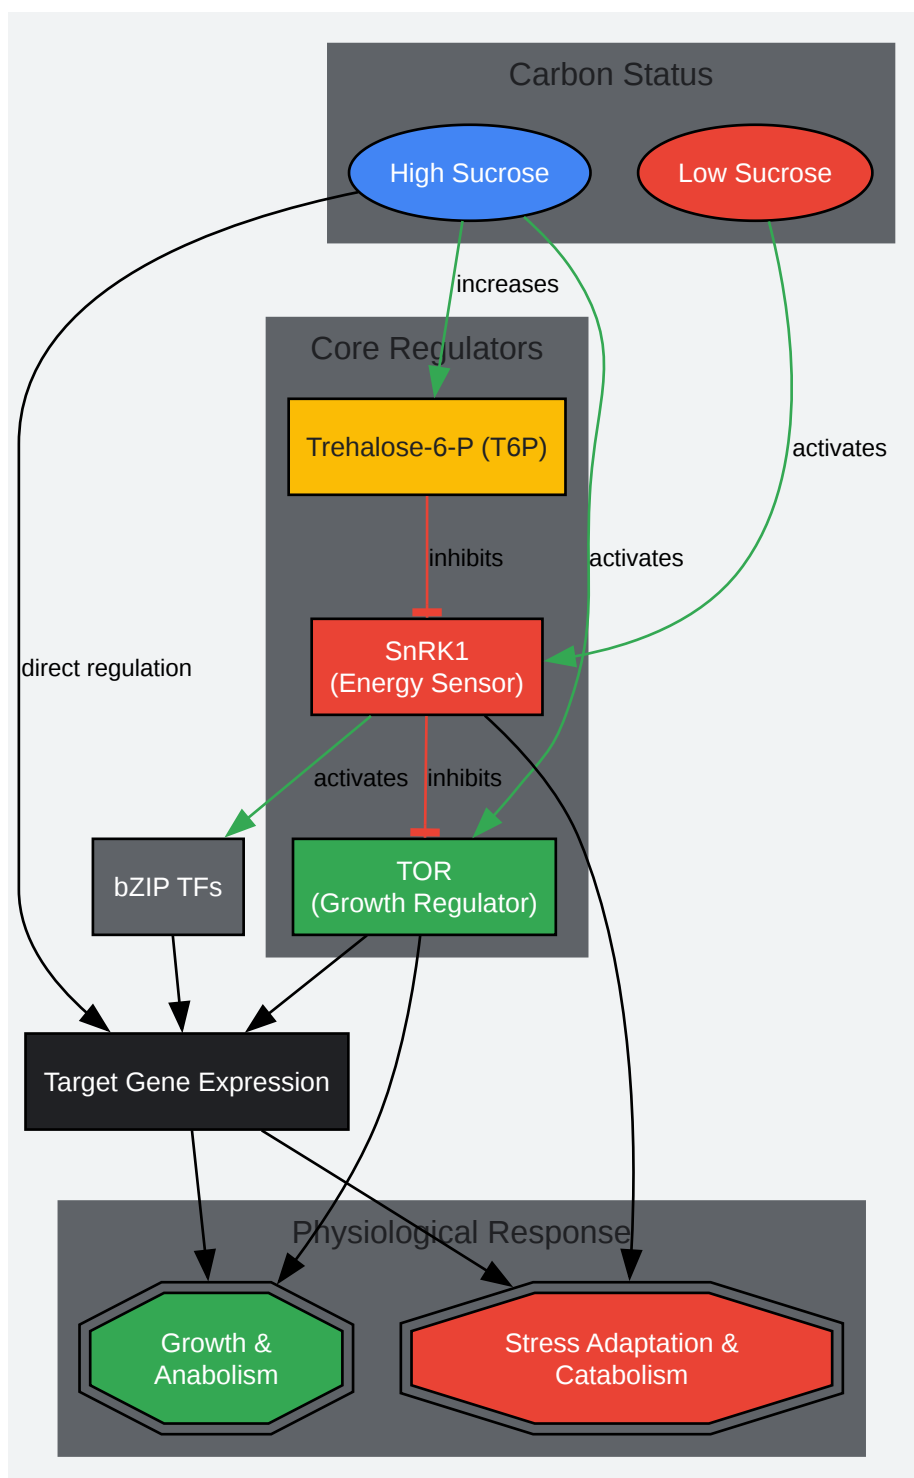 Carbon Status
High Sucrose
Low Sucrose
increases
Core Regulators
Trehalose-6-P (T6P)
activates
inhibits
activates
SnRK1
(Energy Sensor)
direct regulation
activates
inhibits
TOR
(Growth Regulator)
bZIP TFs
Target Gene Expression
Physiological Response
Growth &
Anabolism
Stress Adaptation &
Catabolism